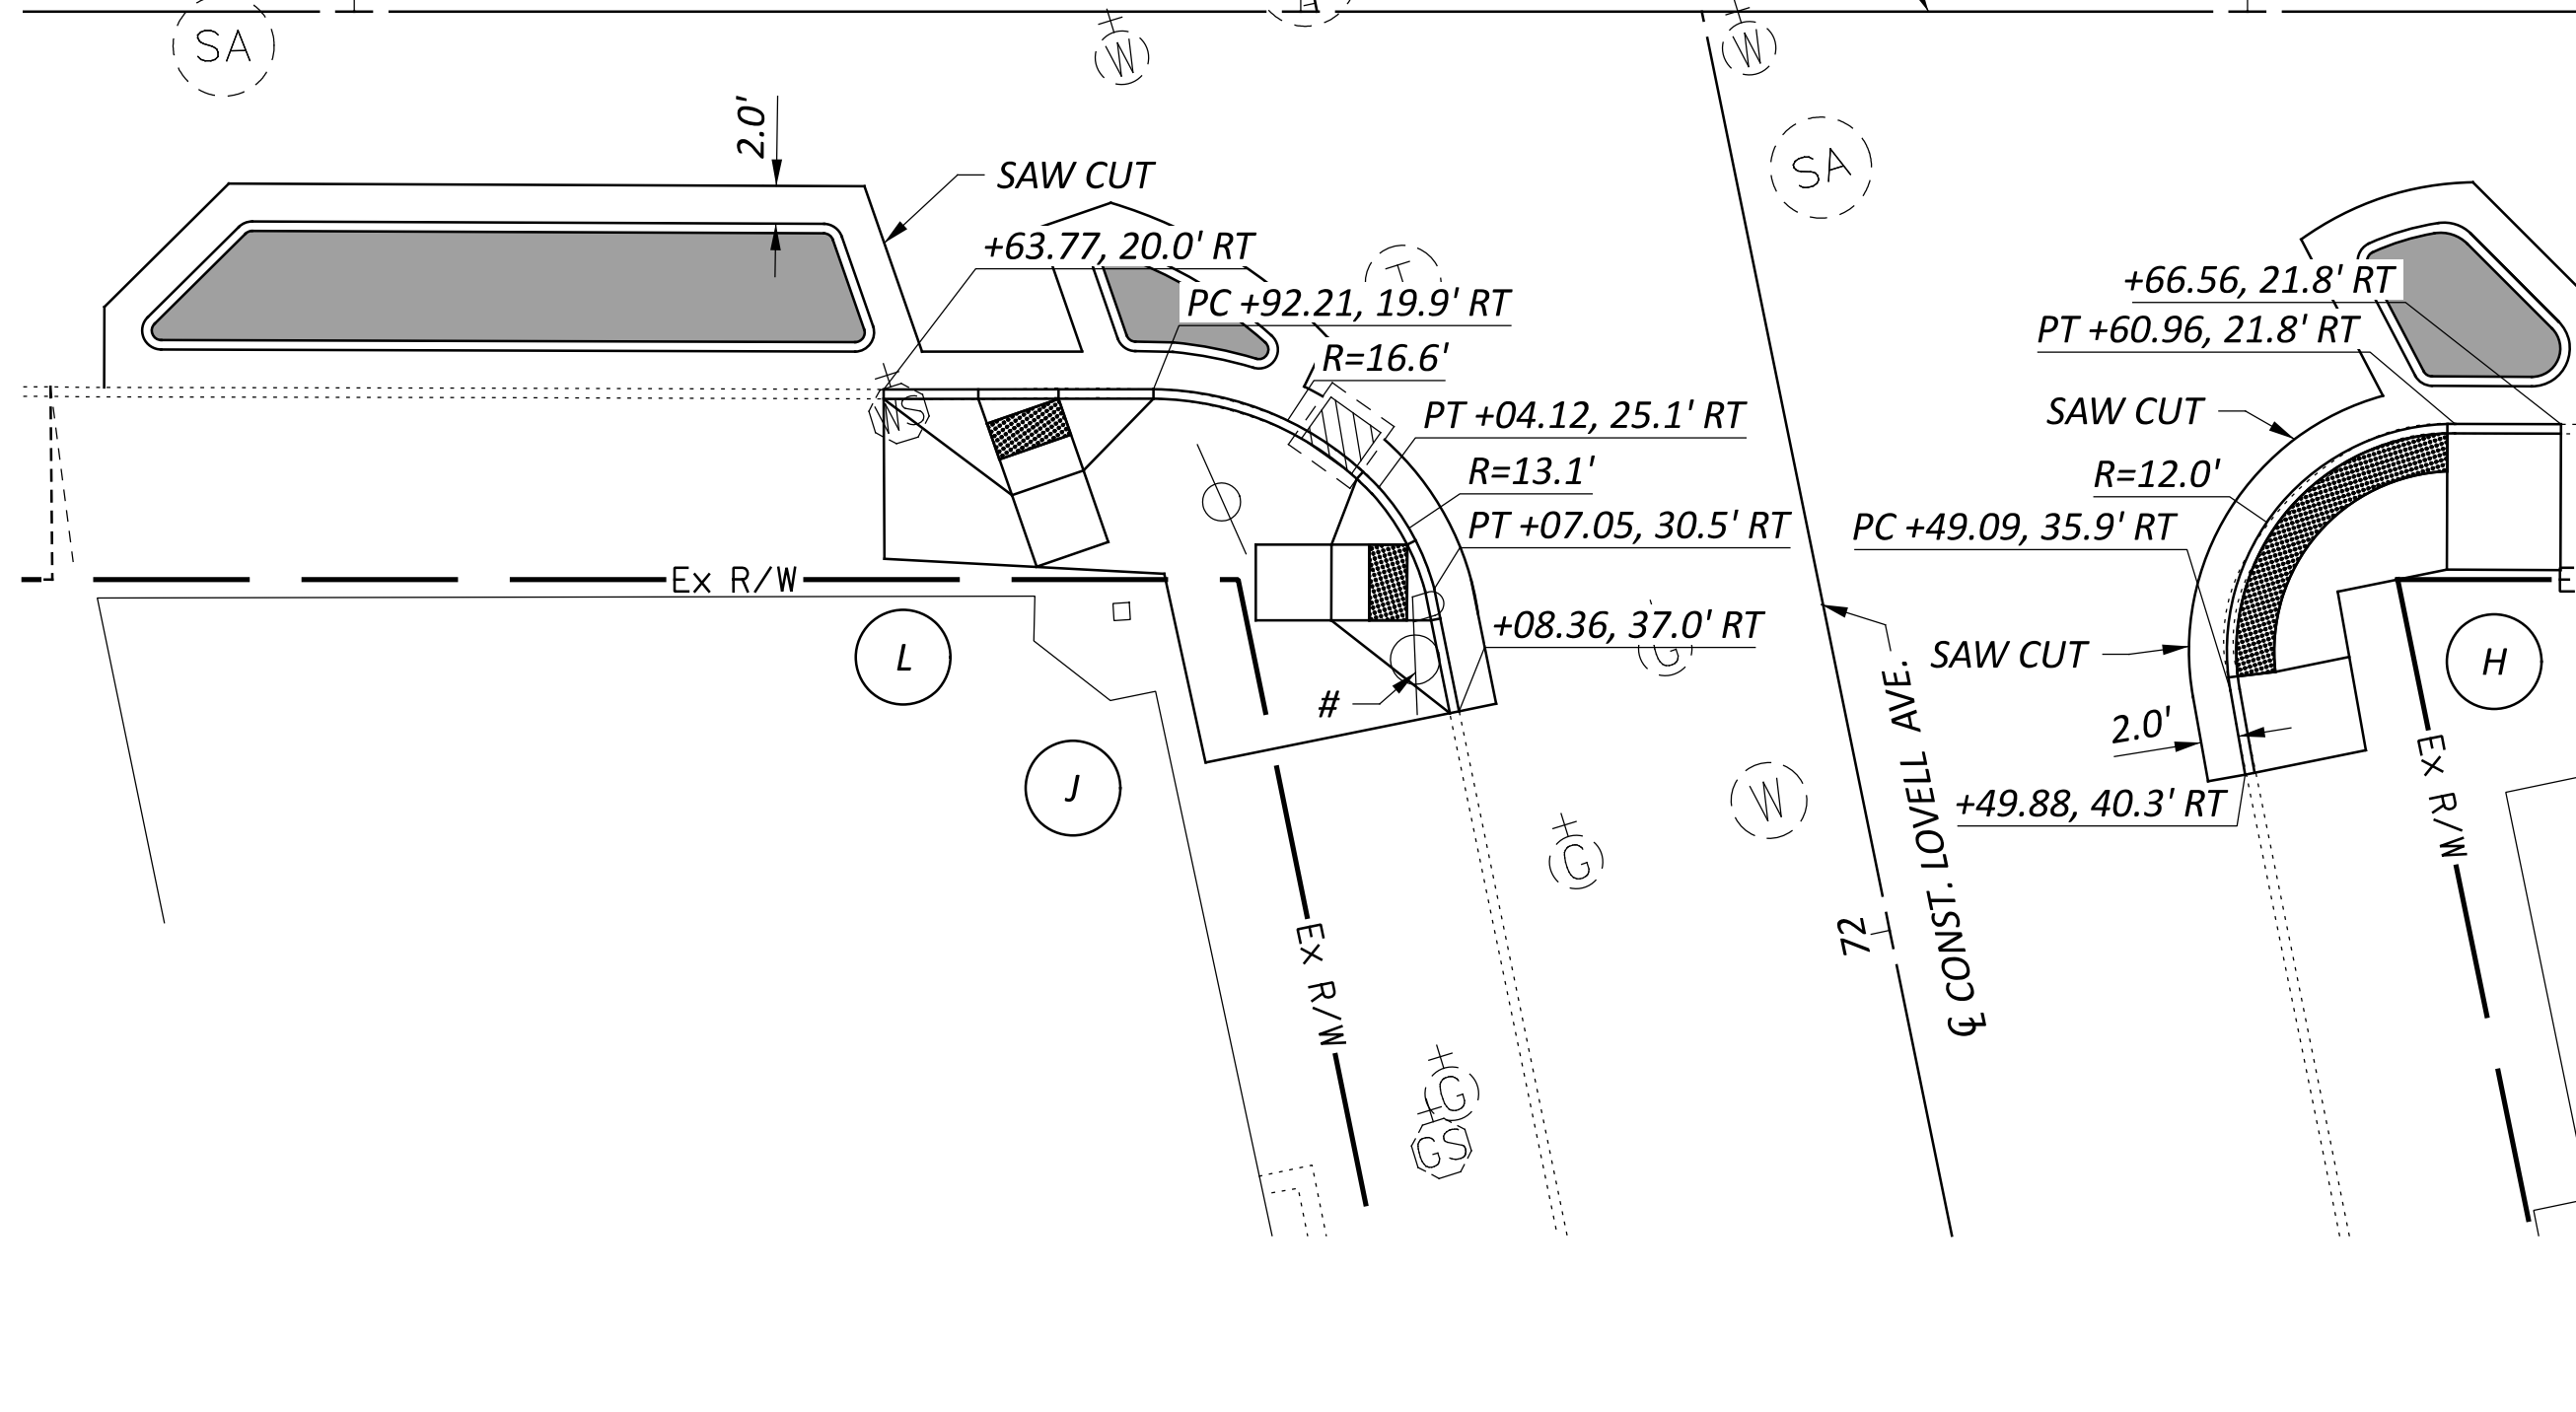 SA
W
T
W
2.0'
SAW CUT
SA
+63.77, 20.0' RT
T
PC +92.21, 19.9' RT
+66.56, 21.8' RT
PT +60.96, 21.8' RT
R=16.6'
WS
PT +04.12, 25.1' RT
SAW CUT
R=13.1'
R=12.0'
PT +07.05, 30.5' RT
PC +49.09, 35.9' RT
Ex R/W
+08.36, 37.0' RT
G
SAW CUT
L
H
#
2.0'
J
W
+49.88, 40.3' RT
Ex R/W
G
72
℄ CONST. LOVELL AVE.
Ex R/W
G
GS